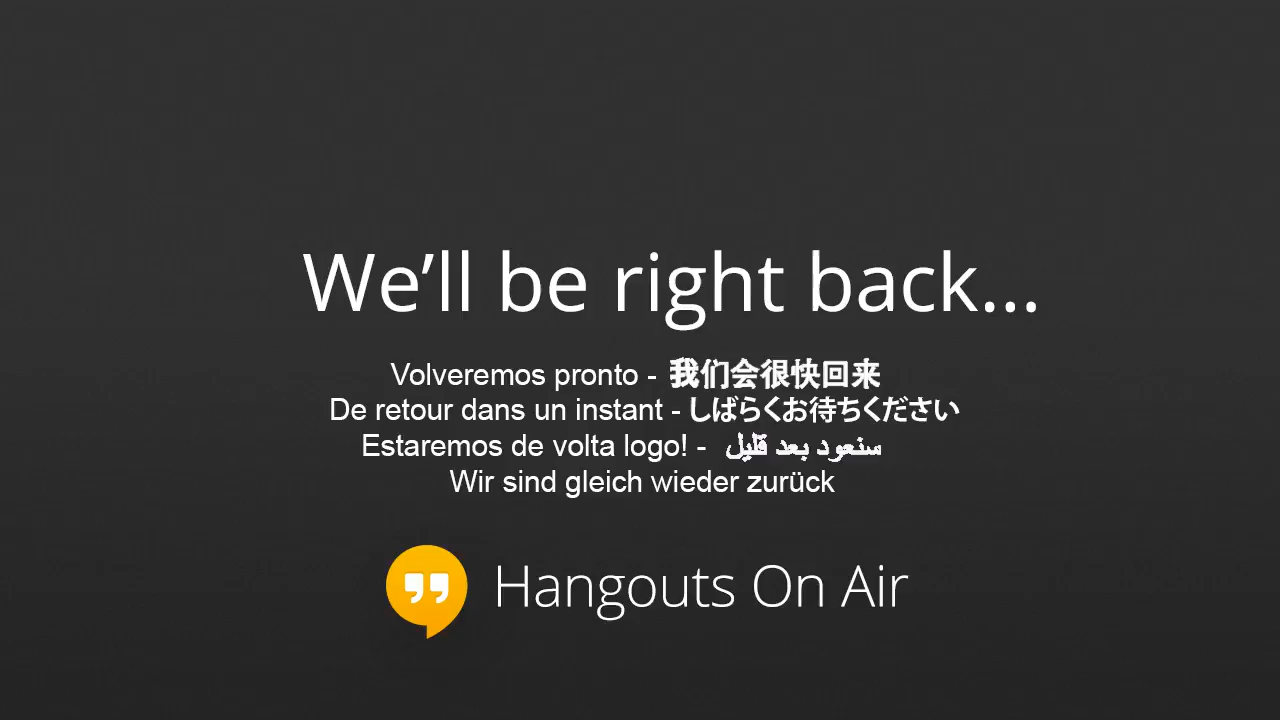 We’ll be right back...
Volveremos pronto - 我们会很快回来
De retour dans un instant - しばらくお待ちください
Estaremos de volta logo! - سنعود بعد قليل
Wir sind gleich wieder zurück
Hangouts On Air